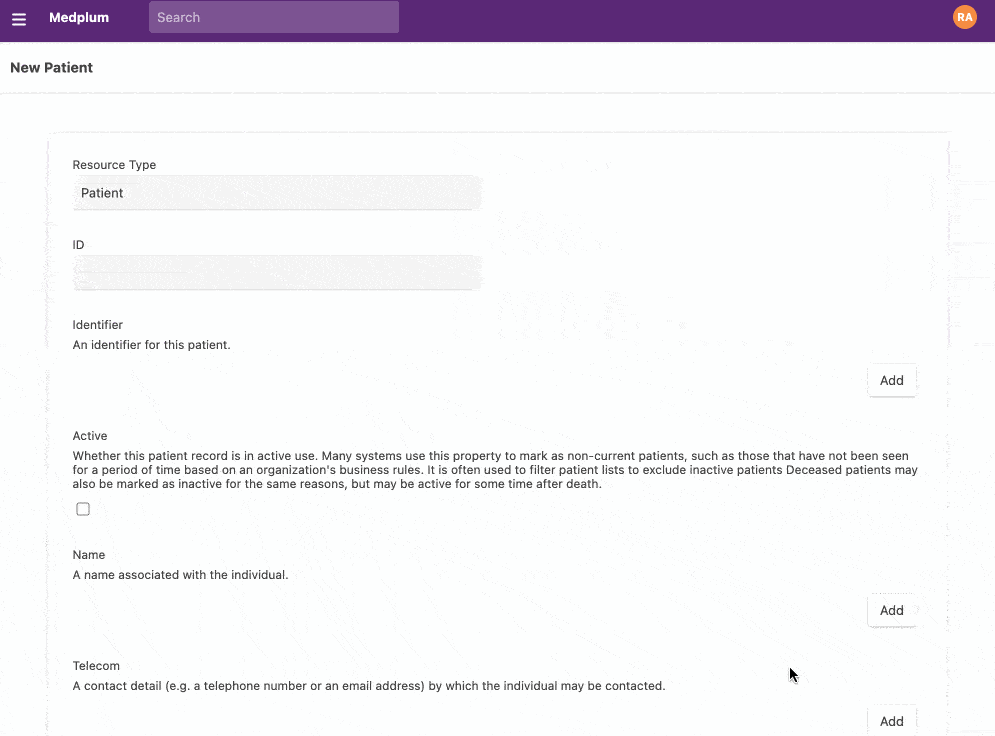 Medplum
Search
RA
New Patient
Resource Type
Patient
ID
Identifier
An identifier for this patient.
Add
Active
Whether this patient record is in active use. Many systems use this property to mark as non-current patients, such as those that have not been seen
for a period of time based on an organization's business rules. It is often used to filter patient lists to exclude inactive patients Deceased patients may
also be marked as inactive for the same reasons, but may be active for some time after death.
Name
A name associated with the individual.
Add
Telecom
A contact detail (e.g. a telephone number or an email address) by which the individual may be contacted.
Add